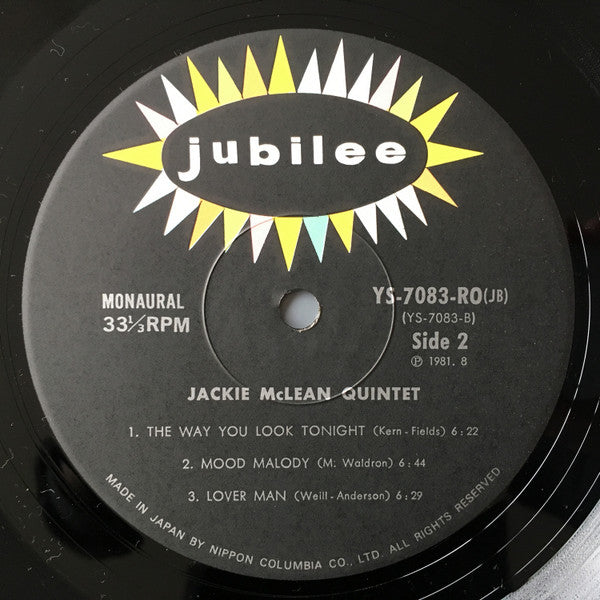 jubilee
MONAURAL
33⅓RPM
YS-7083-RO(JB)
(YS-7083-B)
Side 2
Ⓟ 1981. 8
JACKIE McLEAN QUINTET
1. THE WAY YOU LOOK TONIGHT (Kern-Fields) 6:22
2. MOOD MALODY (M. Waldron) 6:44
3. LOVER MAN (Weill-Anderson) 6:29
MADE IN JAPAN BY NIPPON COLUMBIA CO., LTD. ALL RIGHTS RESERVED